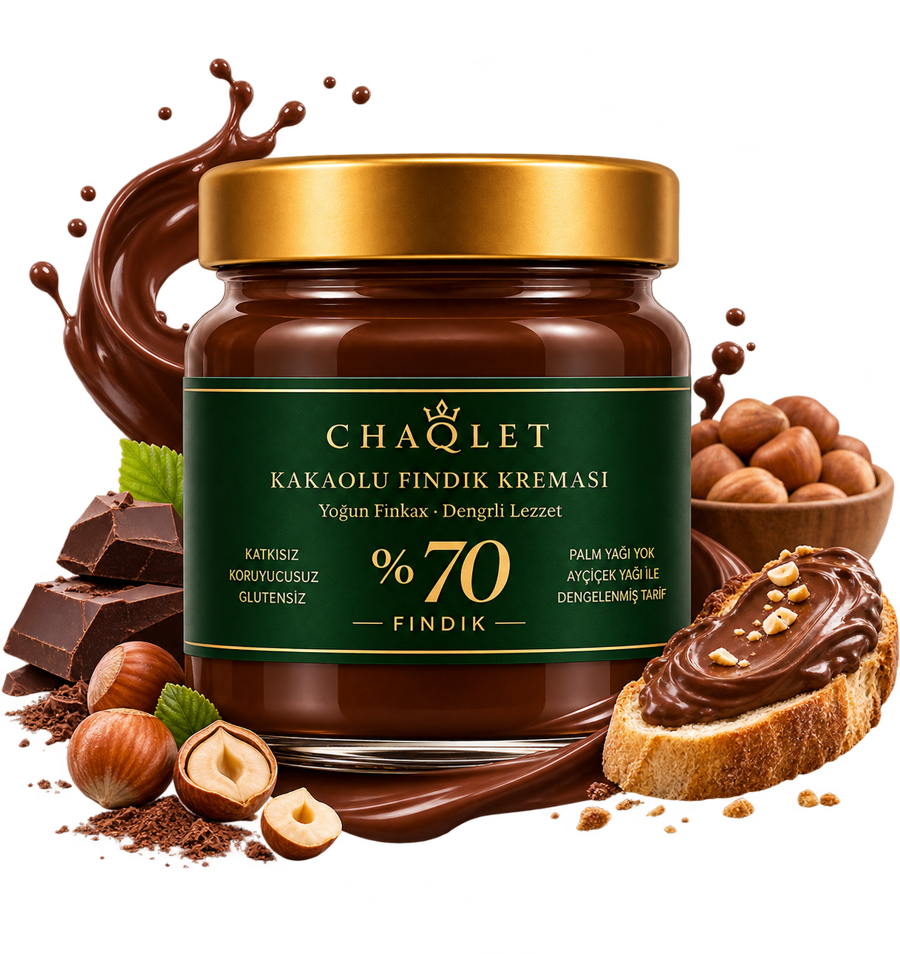 CHAQLET
KAKAOLU FINDIK KREMASI
Yoğun Finkax · Dengrli Lezzet
KATKISIZ
KORUYUCUSUZ
GLUTENSİZ
%70
FINDIK
PALM YAĞI YOK
AYÇİÇEK YAĞI İLE
DENGELENMİŞ TARİF